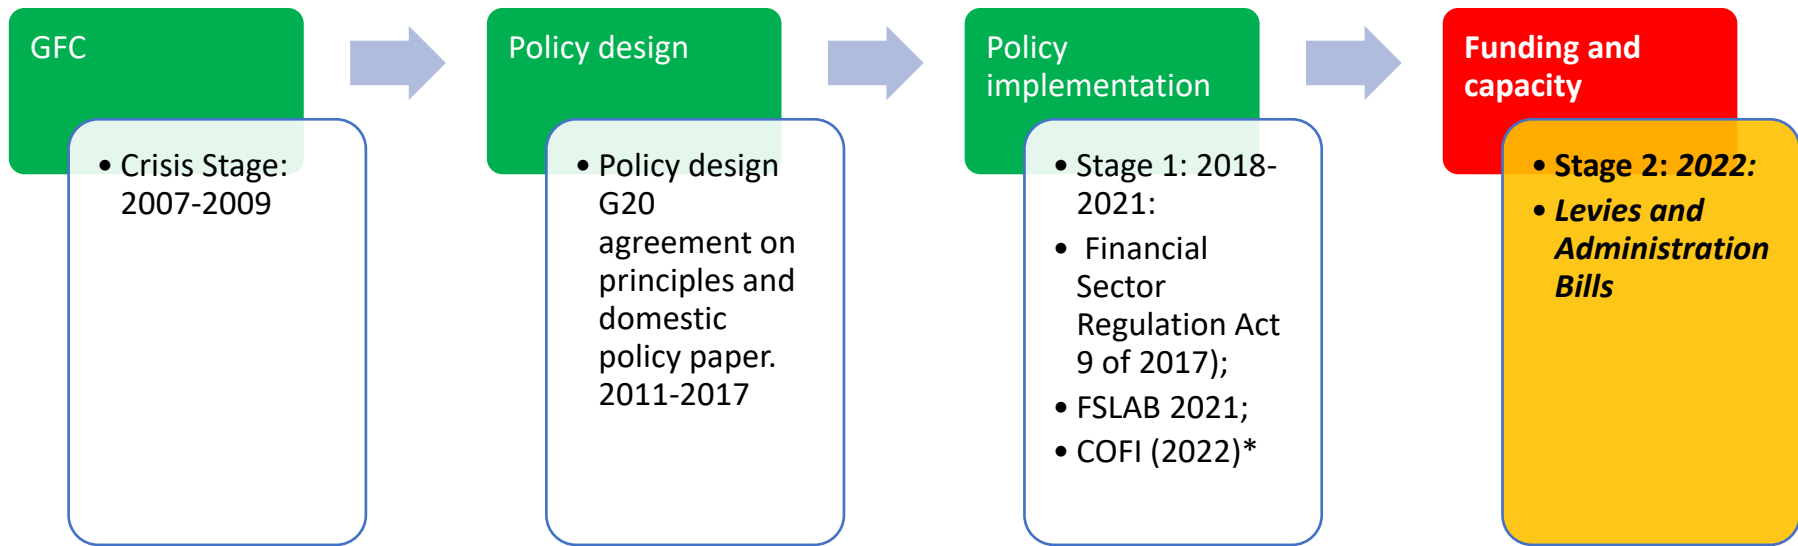 GFC
• Crisis Stage:
2007-2009
Policy design
• Policy design
G20
agreement on
principles and
domestic
policy paper.
2011-2017
Policy
implementation
• Stage 1: 2018-
2021:
• Financial
Sector
Regulation Act
9 of 2017);
• FSLAB 2021;
• COFI (2022)*
Funding and
capacity
• Stage 2: 2022:
• Levies and
Administration
Bills